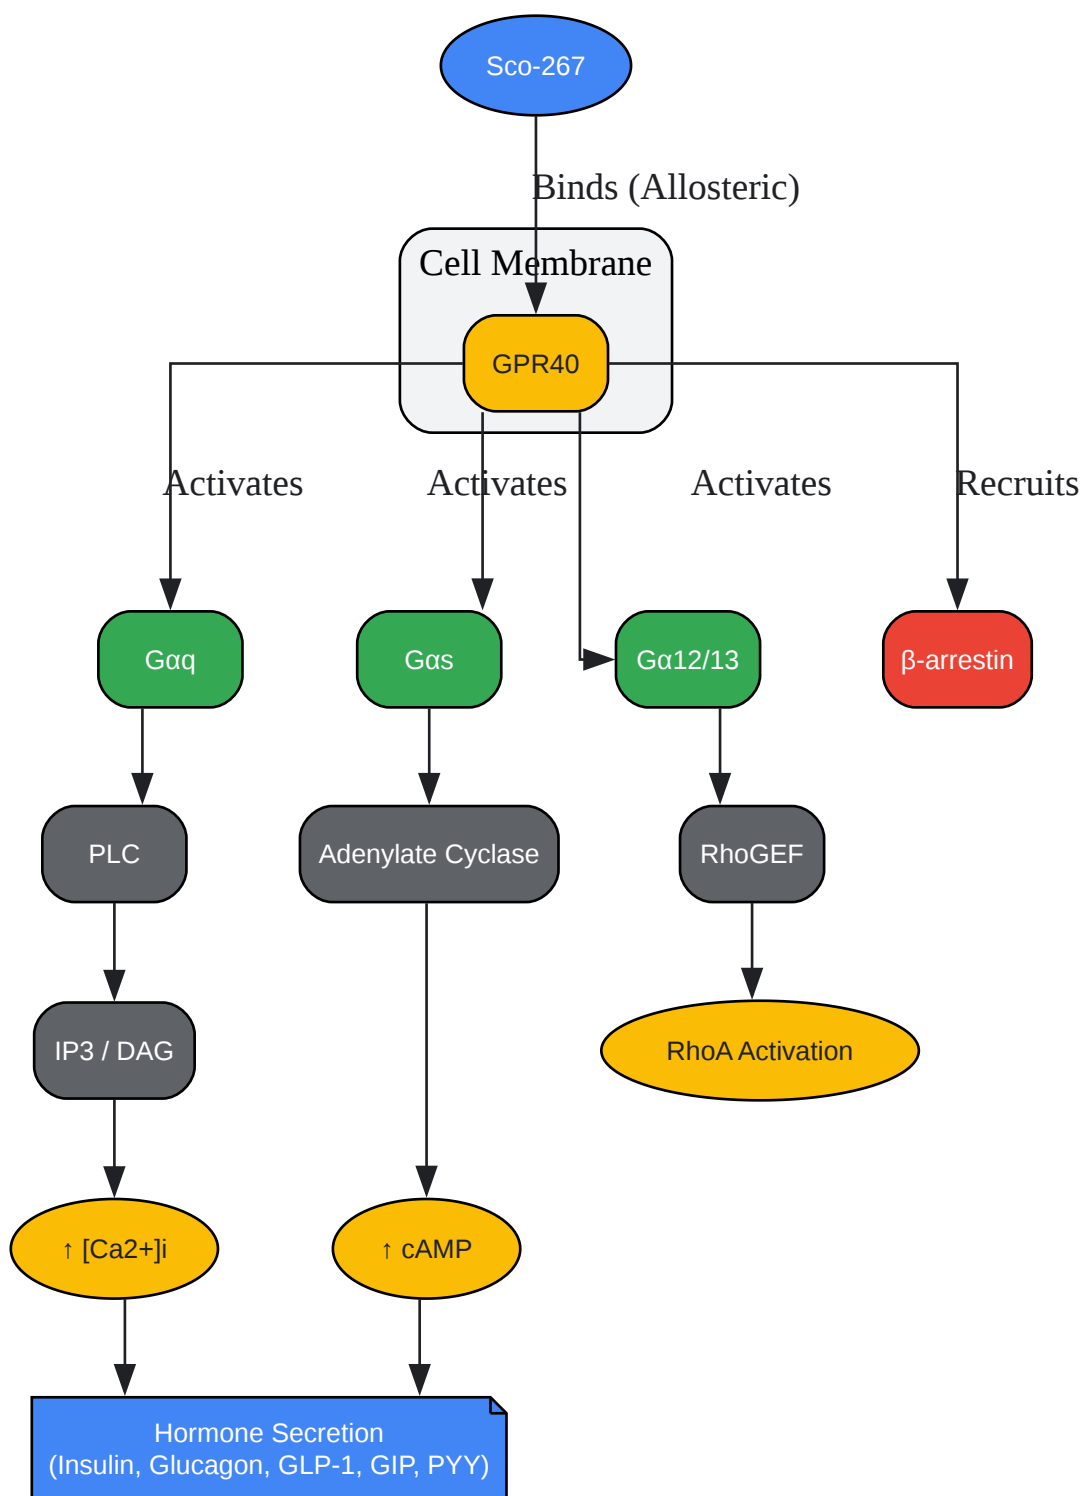 Sco-267
Binds (Allosteric)
Cell Membrane
GPR40
Activates
Activates
Activates
Recruits
Gαq
Gαs
Gα12/13
β-arrestin
PLC
Adenylate Cyclase
RhoGEF
IP3 / DAG
RhoA Activation
↑ [Ca2+]i
↑ cAMP
Hormone Secretion
(Insulin, Glucagon, GLP-1, GIP, PYY)